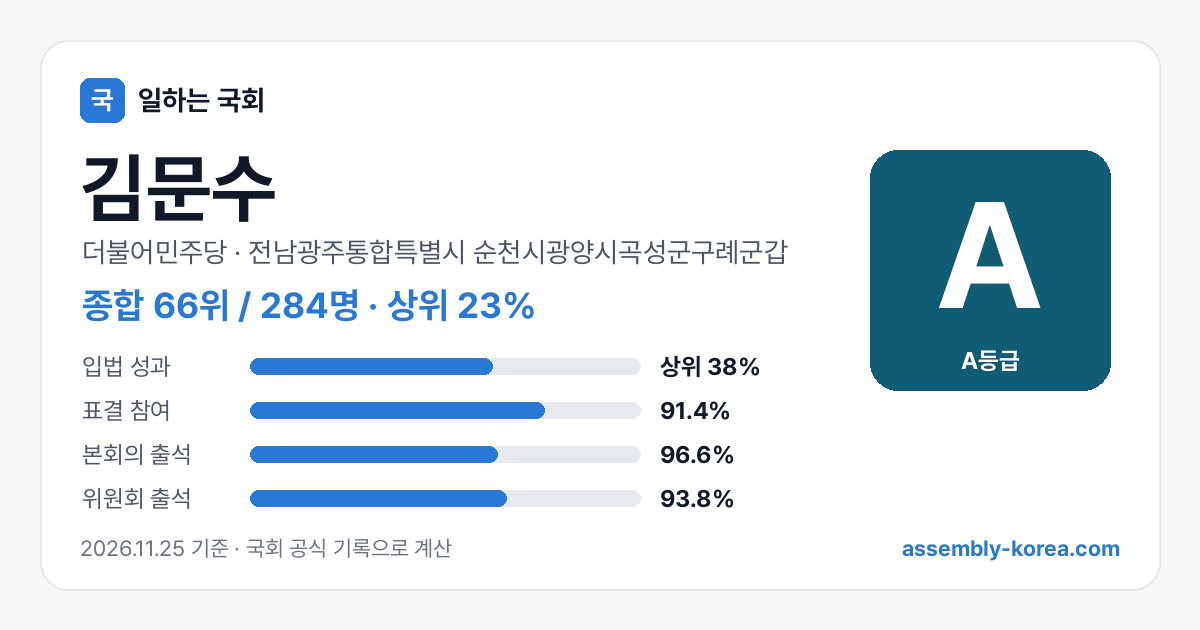 국 일하는 국회
김문수
더불어민주당 · 전남광주통합특별시 순천시광양시곡성군구례군갑
종합 66위 / 284명 · 상위 23%
A
A등급
입법 성과 상위 38%
표결 참여 91.4%
본회의 출석 96.6%
위원회 출석 93.8%
2026.11.25 기준 · 국회 공식 기록으로 계산
assembly-korea.com